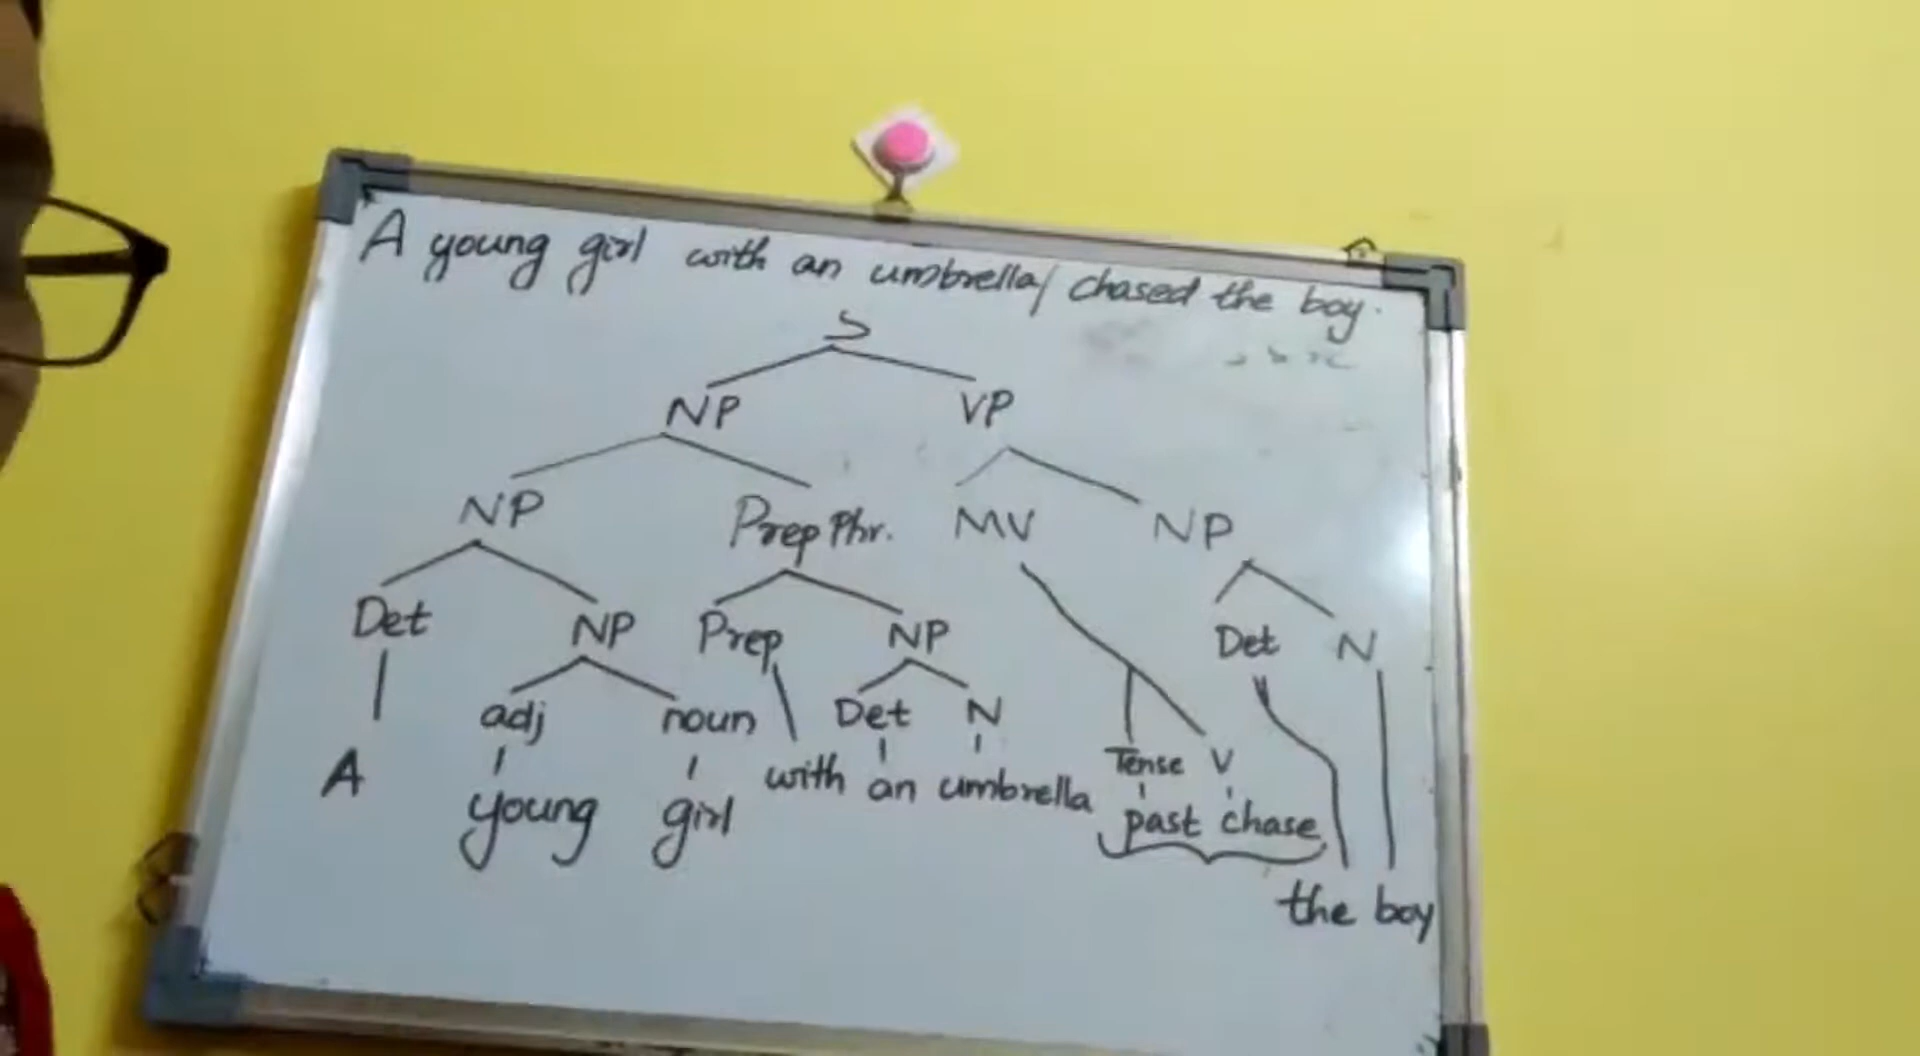 A young girl with an umbrella/ chased the boy.
S
NP VP
NP Prep Phr. MV NP
Det NP Prep NP Det N
adj noun Det N
Tense V
A young girl with an umbrella past chase
the boy